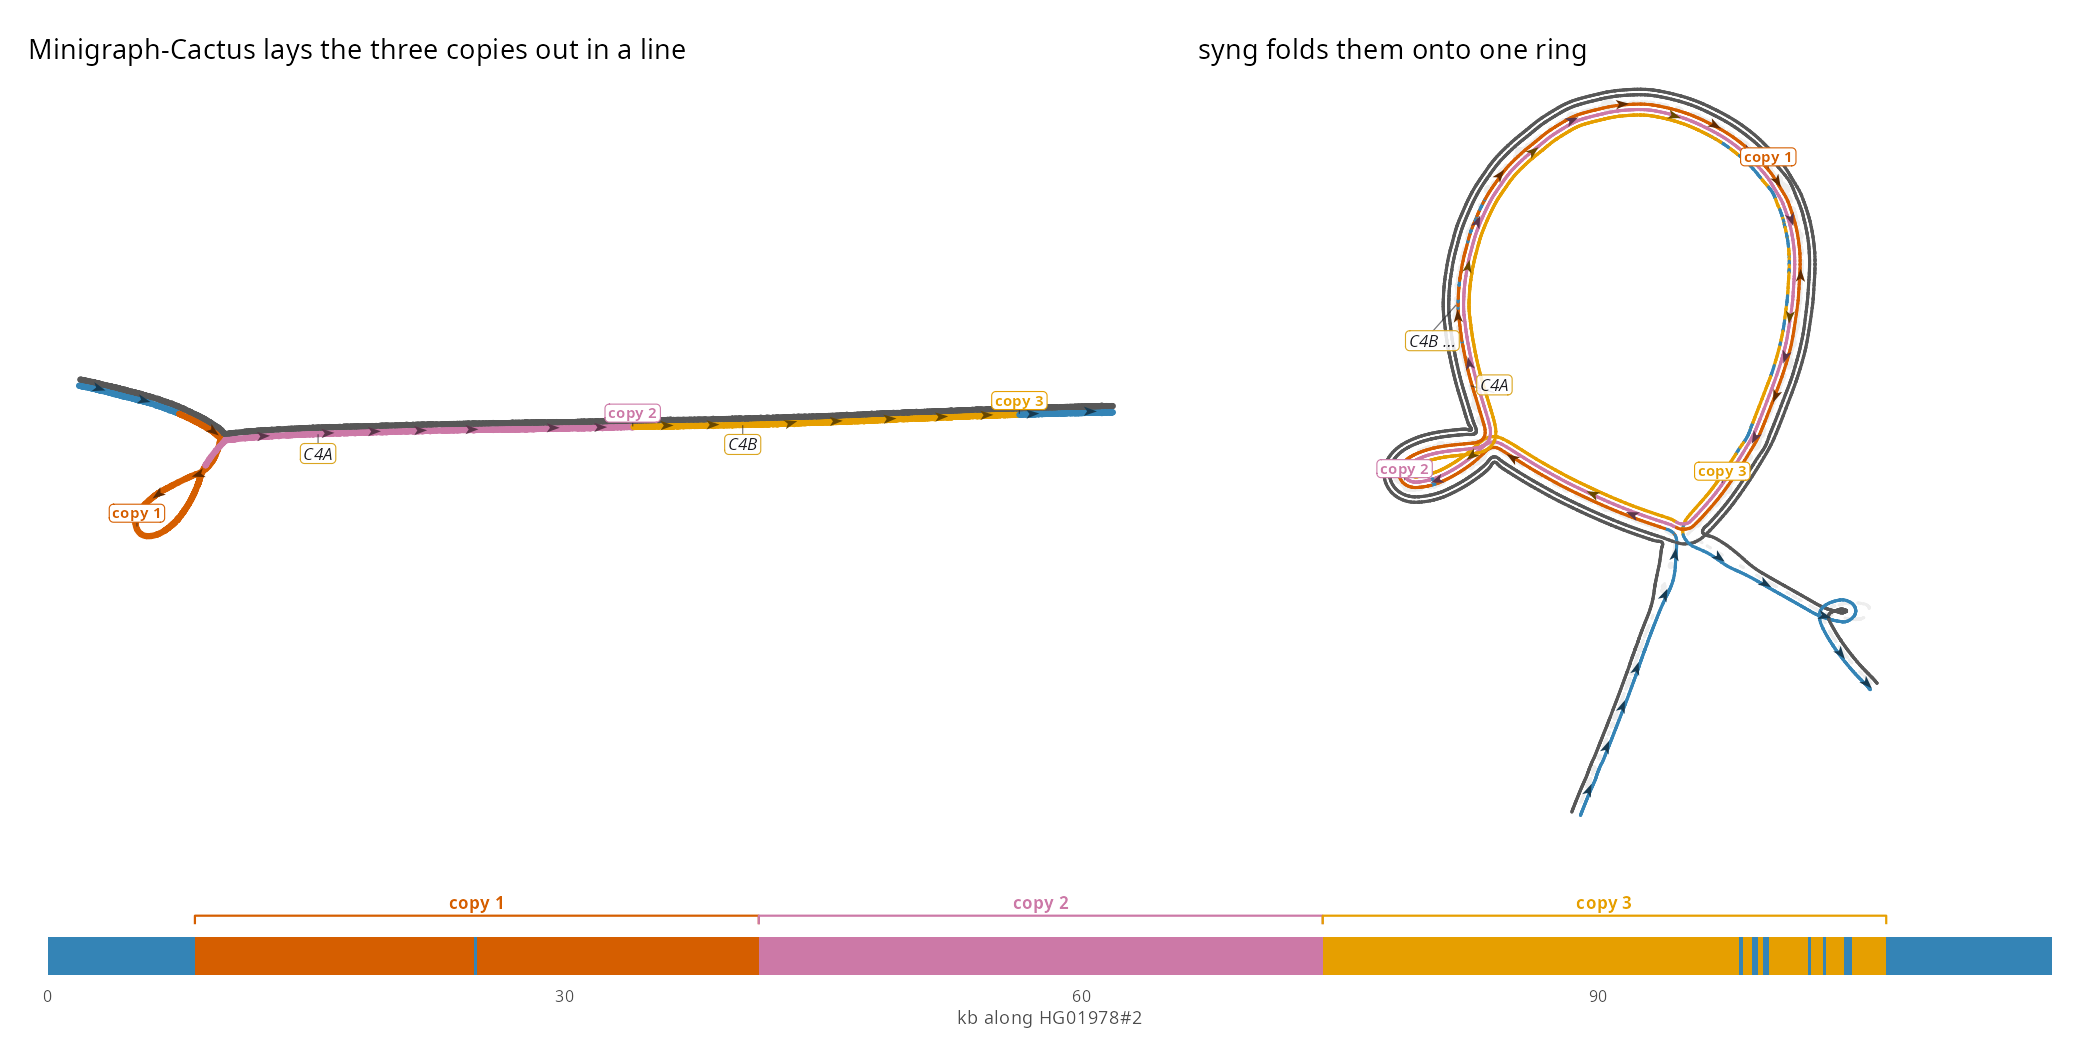 Minigraph-Cactus lays the three copies out in a line
syng folds them onto one ring
copy 1
C4B ...
C4A
copy 2
copy 3
C4A
C4B
copy 1
copy 2
copy 3
copy 1
copy 2
copy 3
0
30
60
90
kb along HG01978#2